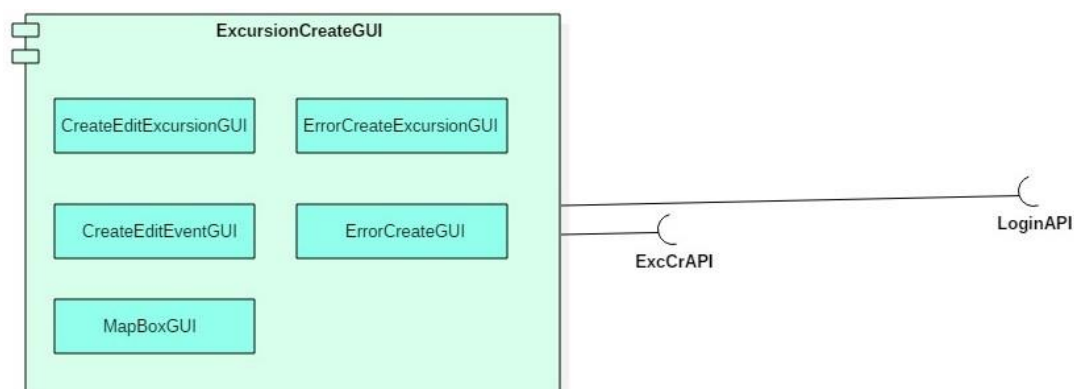 ExcursionCreateGUI
CreateEditExcursionGUI
ErrorCreateExcursionGUI
CreateEditEventGUI
ErrorCreateGUI
MapBoxGUI
ExcCrAPI
LoginAPI